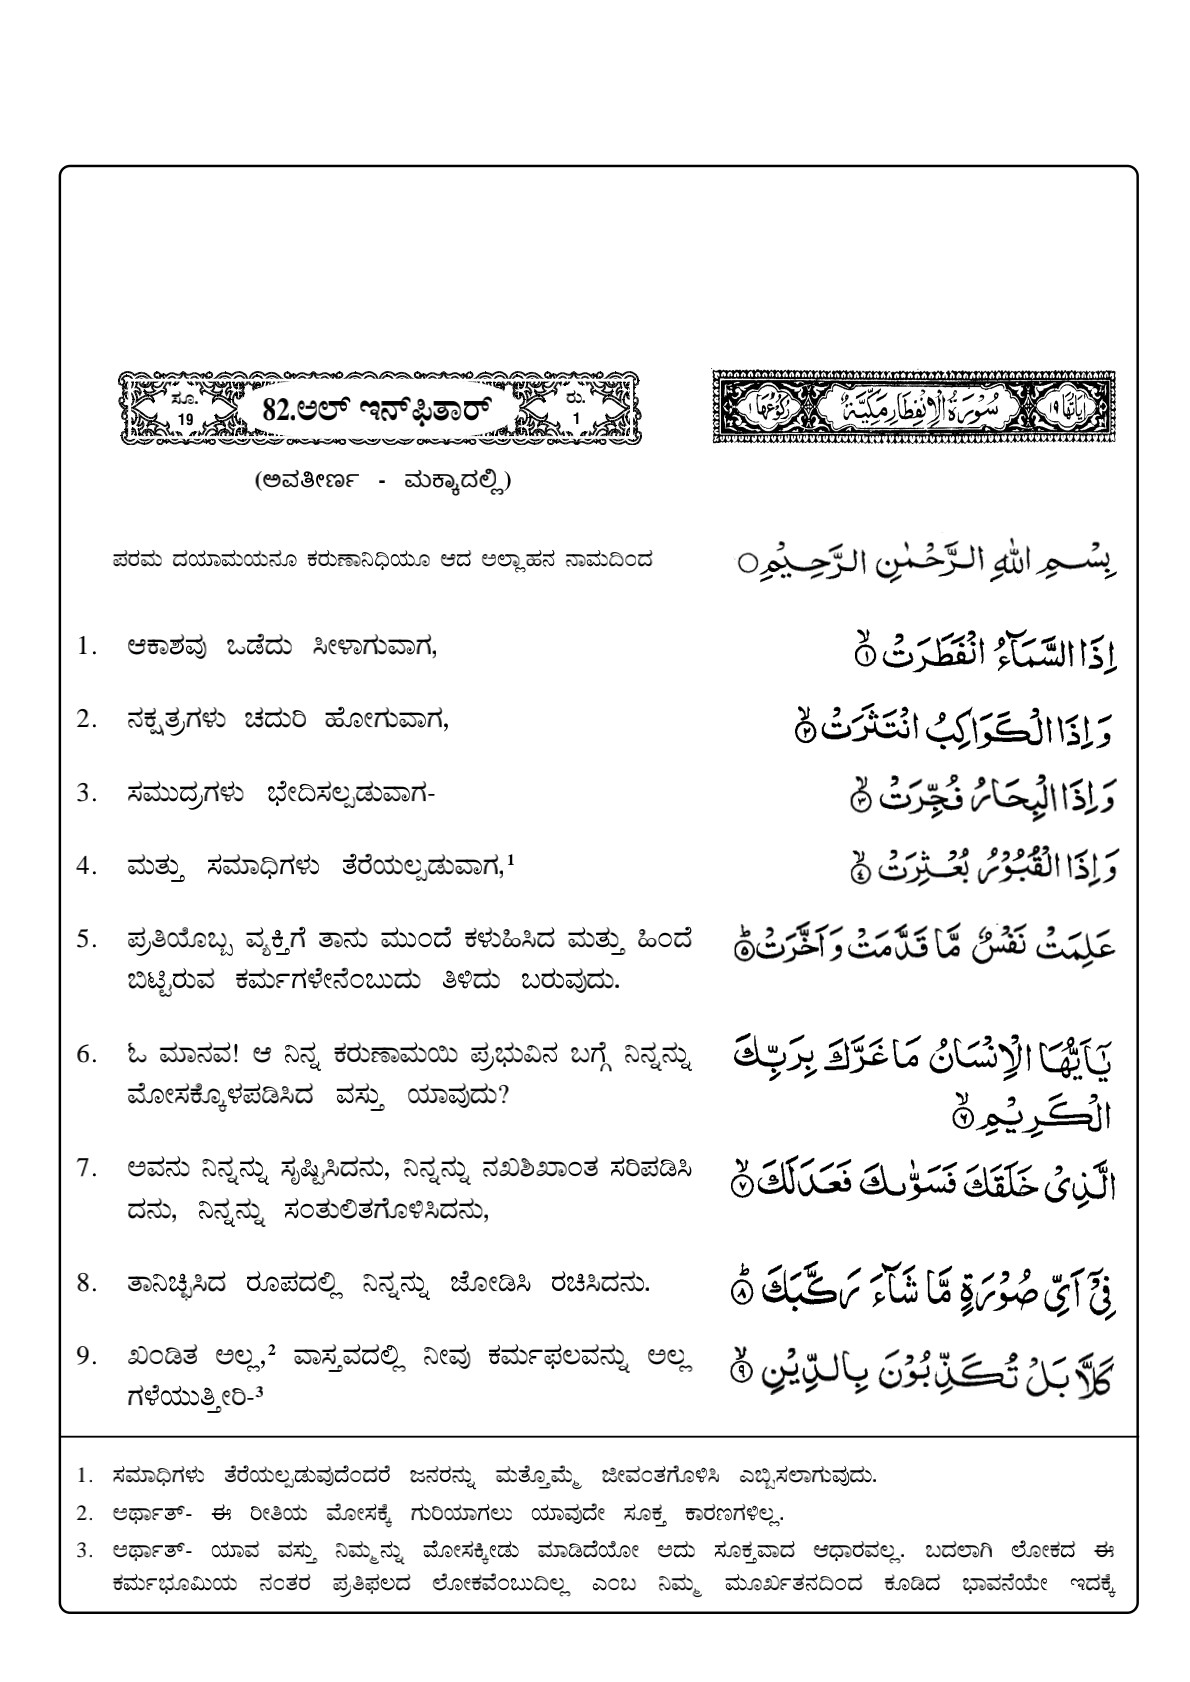 ಸೂ.
19
82.ಅಲ್ ಇನ್‌ಫಿತಾರ್
ರು.
1
اٰيَاتُهَا ١٩
سُوْرَةُ الْاِنْفِطَارِ مَكِّيَّةٌ
رُكُوْعُهَا ١
(ಅವತೀರ್ಣ - ಮಕ್ಕಾದಲ್ಲಿ)
ಪರಮ ದಯಾಮಯನೂ ಕರುಣಾನಿಧಿಯೂ ಆದ ಅಲ್ಲಾಹನ ನಾಮದಿಂದ
بِسْمِ اللّٰهِ الرَّحْمٰنِ الرَّحِيْمِ○
1. ಆಕಾಶವು ಒಡೆದು ಸೀಳಾಗುವಾಗ,
اِذَا السَّمَآءُ انْفَطَرَتْ ۙ۝١
2. ನಕ್ಷತ್ರಗಳು ಚದುರಿ ಹೋಗುವಾಗ,
وَ اِذَا الْكَوَاكِبُ انْتَثَرَتْ ۙ۝٢
3. ಸಮುದ್ರಗಳು ಭೇದಿಸಲ್ಪಡುವಾಗ-
وَ اِذَا الْبِحَارُ فُجِّرَتْ ۙ۝٣
4. ಮತ್ತು ಸಮಾಧಿಗಳು ತೆರೆಯಲ್ಪಡುವಾಗ,¹
وَ اِذَا الْقُبُوْرُ بُعْثِرَتْ ۙ۝٤
5. ಪ್ರತಿಯೊಬ್ಬ ವ್ಯಕ್ತಿಗೆ ತಾನು ಮುಂದೆ ಕಳುಹಿಸಿದ ಮತ್ತು ಹಿಂದೆ
ಬಿಟ್ಟಿರುವ ಕರ್ಮಗಳೇನೆಂಬುದು ತಿಳಿದು ಬರುವುದು.
عَلِمَتْ نَفْسٌ مَّا قَدَّمَتْ وَ اَخَّرَتْ ؕ۝٥
6. ಓ ಮಾನವ! ಆ ನಿನ್ನ ಕರುಣಾಮಯಿ ಪ್ರಭುವಿನ ಬಗ್ಗೆ ನಿನ್ನನ್ನು
ಮೋಸಕ್ಕೊಳಪಡಿಸಿದ ವಸ್ತು ಯಾವುದು?
يٰۤاَيُّهَا الْاِنْسَانُ مَا غَرَّكَ بِرَبِّكَ
الْكَرِيْمِ ۙ۝٦
7. ಅವನು ನಿನ್ನನ್ನು ಸೃಷ್ಟಿಸಿದನು, ನಿನ್ನನ್ನು ನಖಶಿಖಾಂತ ಸರಿಪಡಿಸಿ
ದನು, ನಿನ್ನನ್ನು ಸಂತುಲಿತಗೊಳಿಸಿದನು,
الَّذِيْ خَلَقَكَ فَسَوّٰىكَ فَعَدَلَكَ ۙ۝٧
8. ತಾನಿಚ್ಛಿಸಿದ ರೂಪದಲ್ಲಿ ನಿನ್ನನ್ನು ಜೋಡಿಸಿ ರಚಿಸಿದನು.
فِيْۤ اَيِّ صُوْرَةٍ مَّا شَآءَ رَكَّبَكَ ؕ۝٨
9. ಖಂಡಿತ ಅಲ್ಲ,² ವಾಸ್ತವದಲ್ಲಿ ನೀವು ಕರ್ಮಫಲವನ್ನು ಅಲ್ಲ
ಗಳೆಯುತ್ತೀರಿ-³
كَلَّا بَلْ تُكَذِّبُوْنَ بِالدِّيْنِ ۙ۝٩
1. ಸಮಾಧಿಗಳು ತೆರೆಯಲ್ಪಡುವುದೆಂದರೆ ಜನರನ್ನು ಮತ್ತೊಮ್ಮೆ ಜೀವಂತಗೊಳಿಸಿ ಎಬ್ಬಿಸಲಾಗುವುದು.
2. ಅರ್ಥಾತ್- ಈ ರೀತಿಯ ಮೋಸಕ್ಕೆ ಗುರಿಯಾಗಲು ಯಾವುದೇ ಸೂಕ್ತ ಕಾರಣಗಳಿಲ್ಲ.
3. ಅರ್ಥಾತ್- ಯಾವ ವಸ್ತು ನಿಮ್ಮನ್ನು ಮೋಸಕ್ಕೀಡು ಮಾಡಿದೆಯೋ ಅದು ಸೂಕ್ತವಾದ ಆಧಾರವಲ್ಲ. ಬದಲಾಗಿ ಲೋಕದ ಈ
ಕರ್ಮಭೂಮಿಯ ನಂತರ ಪ್ರತಿಫಲದ ಲೋಕವೆಂಬುದಿಲ್ಲ ಎಂಬ ನಿಮ್ಮ ಮೂರ್ಖತನದಿಂದ ಕೂಡಿದ ಭಾವನೆಯೇ ಇದಕ್ಕೆ